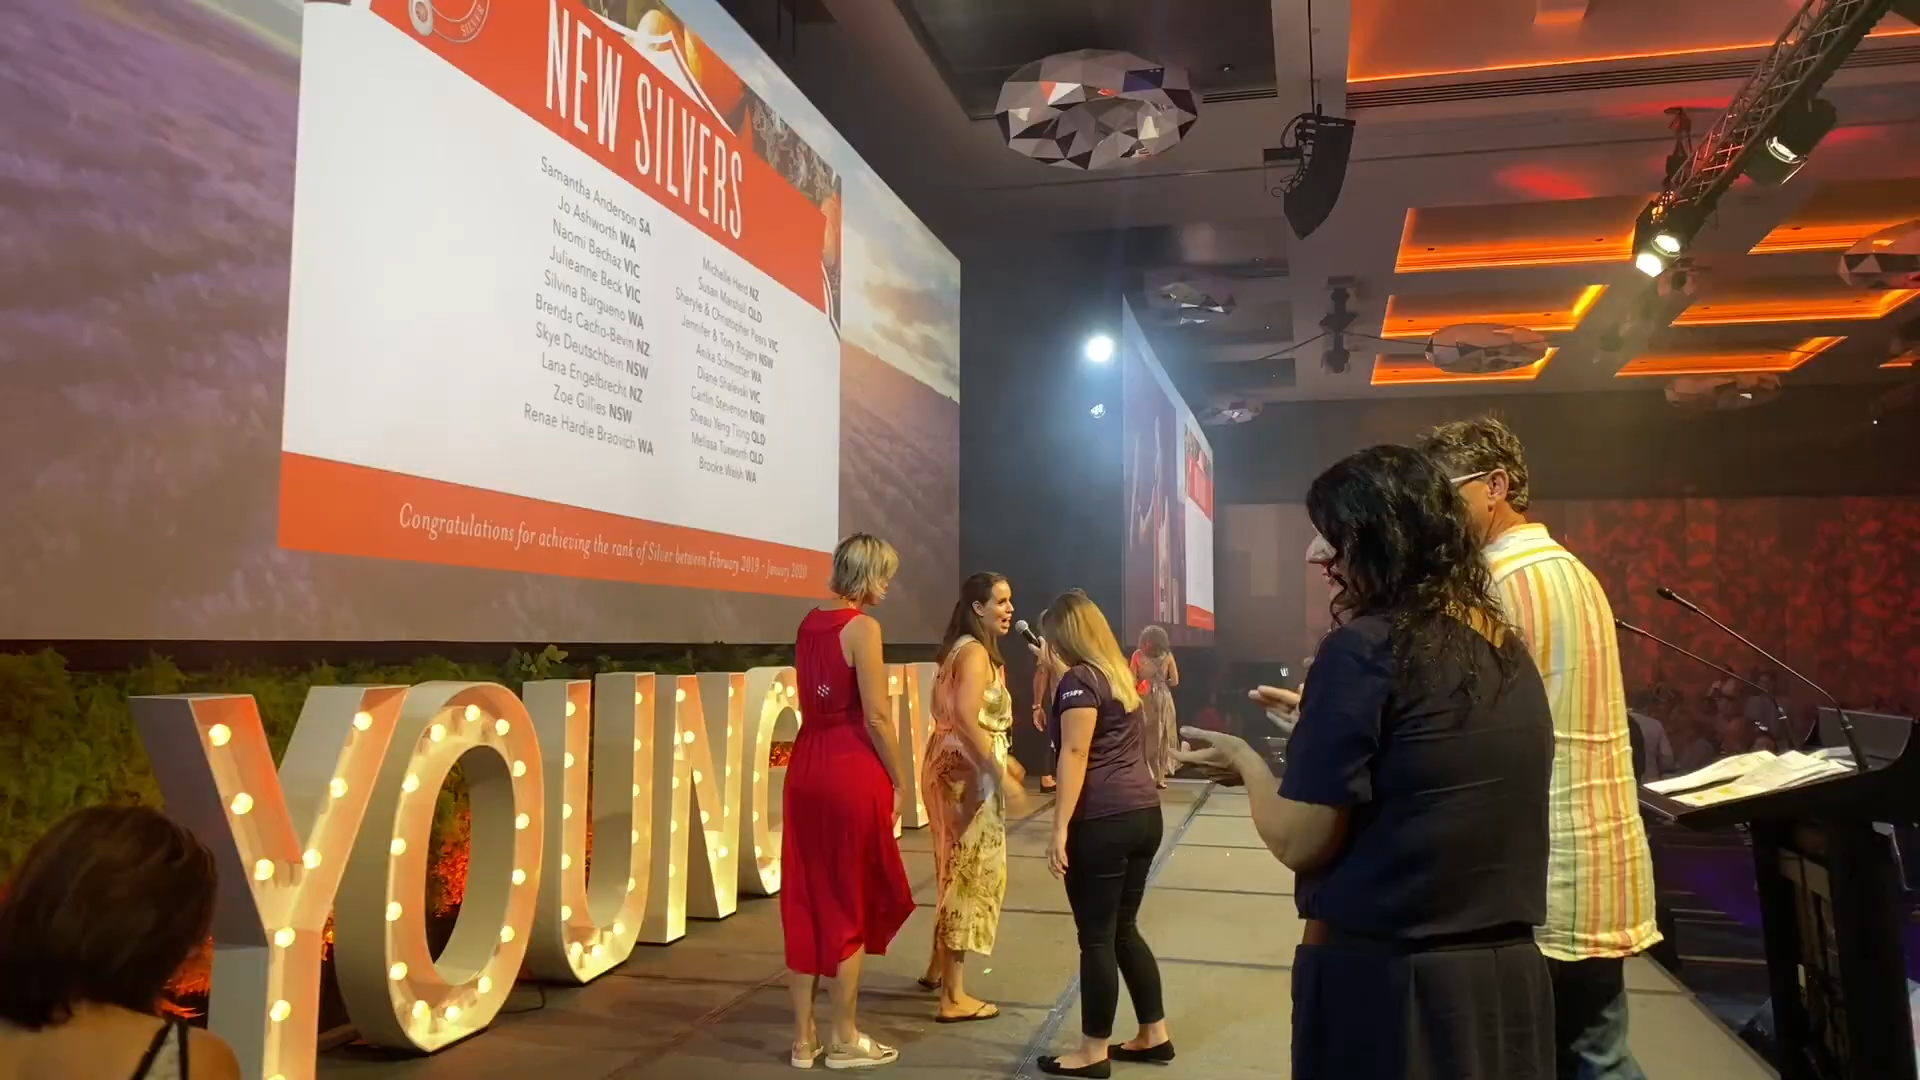 SILVER
NEW SILVERS
Samantha Anderson SA
Jo Ashworth WA
Naomi Bechaz VIC
Julieanne Beck VIC
Silvina Burgueno WA
Brenda Cacho-Bevin NZ
Skye Deutschbein NSW
Lana Engelbrecht NZ
Zoe Gillies NSW
Renae Hardie Braovich WA
Michelle Herd NZ
Susan Marshall QLD
Sheryle & Christopher Peers VIC
Jennifer & Tony Rogers NSW
Anika Schmotter WA
Diane Shalevski VIC
Caitlin Stevenson NSW
Sheau Yeng Tiong QLD
Melissa Tuxworth QLD
Brooke Walsh WA
Congratulations for achieving the rank of Silver between February 2019 - January 2020
YOUNG
STAFF